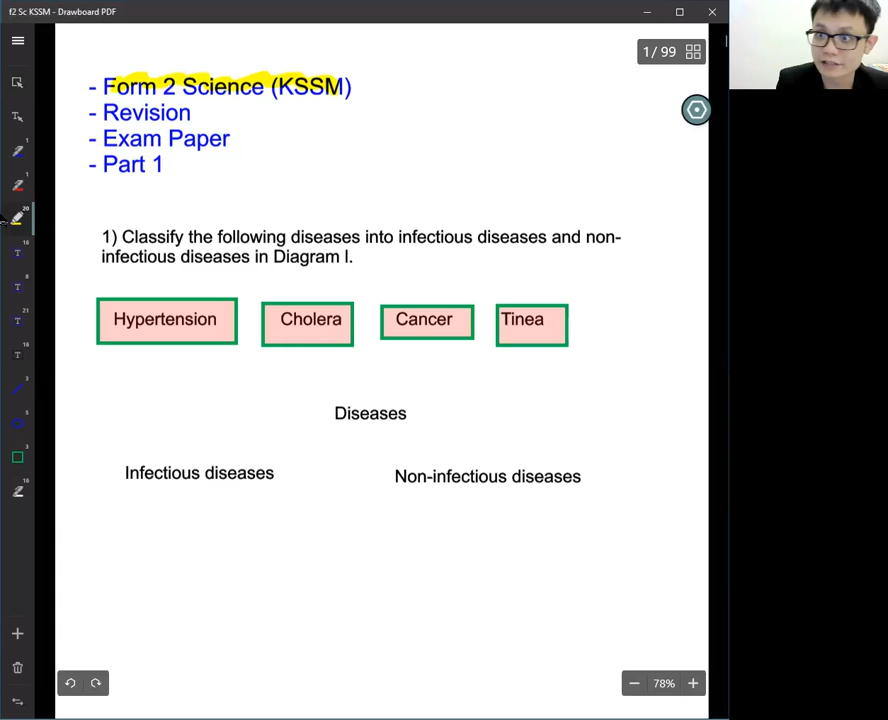 f2 Sc KSSM - Drawboard PDF
1 / 99
- Form 2 Science (KSSM)
- Revision
- Exam Paper
- Part 1
1) Classify the following diseases into infectious diseases and non-
infectious diseases in Diagram I.
Hypertension Cholera Cancer Tinea
Diseases
Infectious diseases Non-infectious diseases
78%